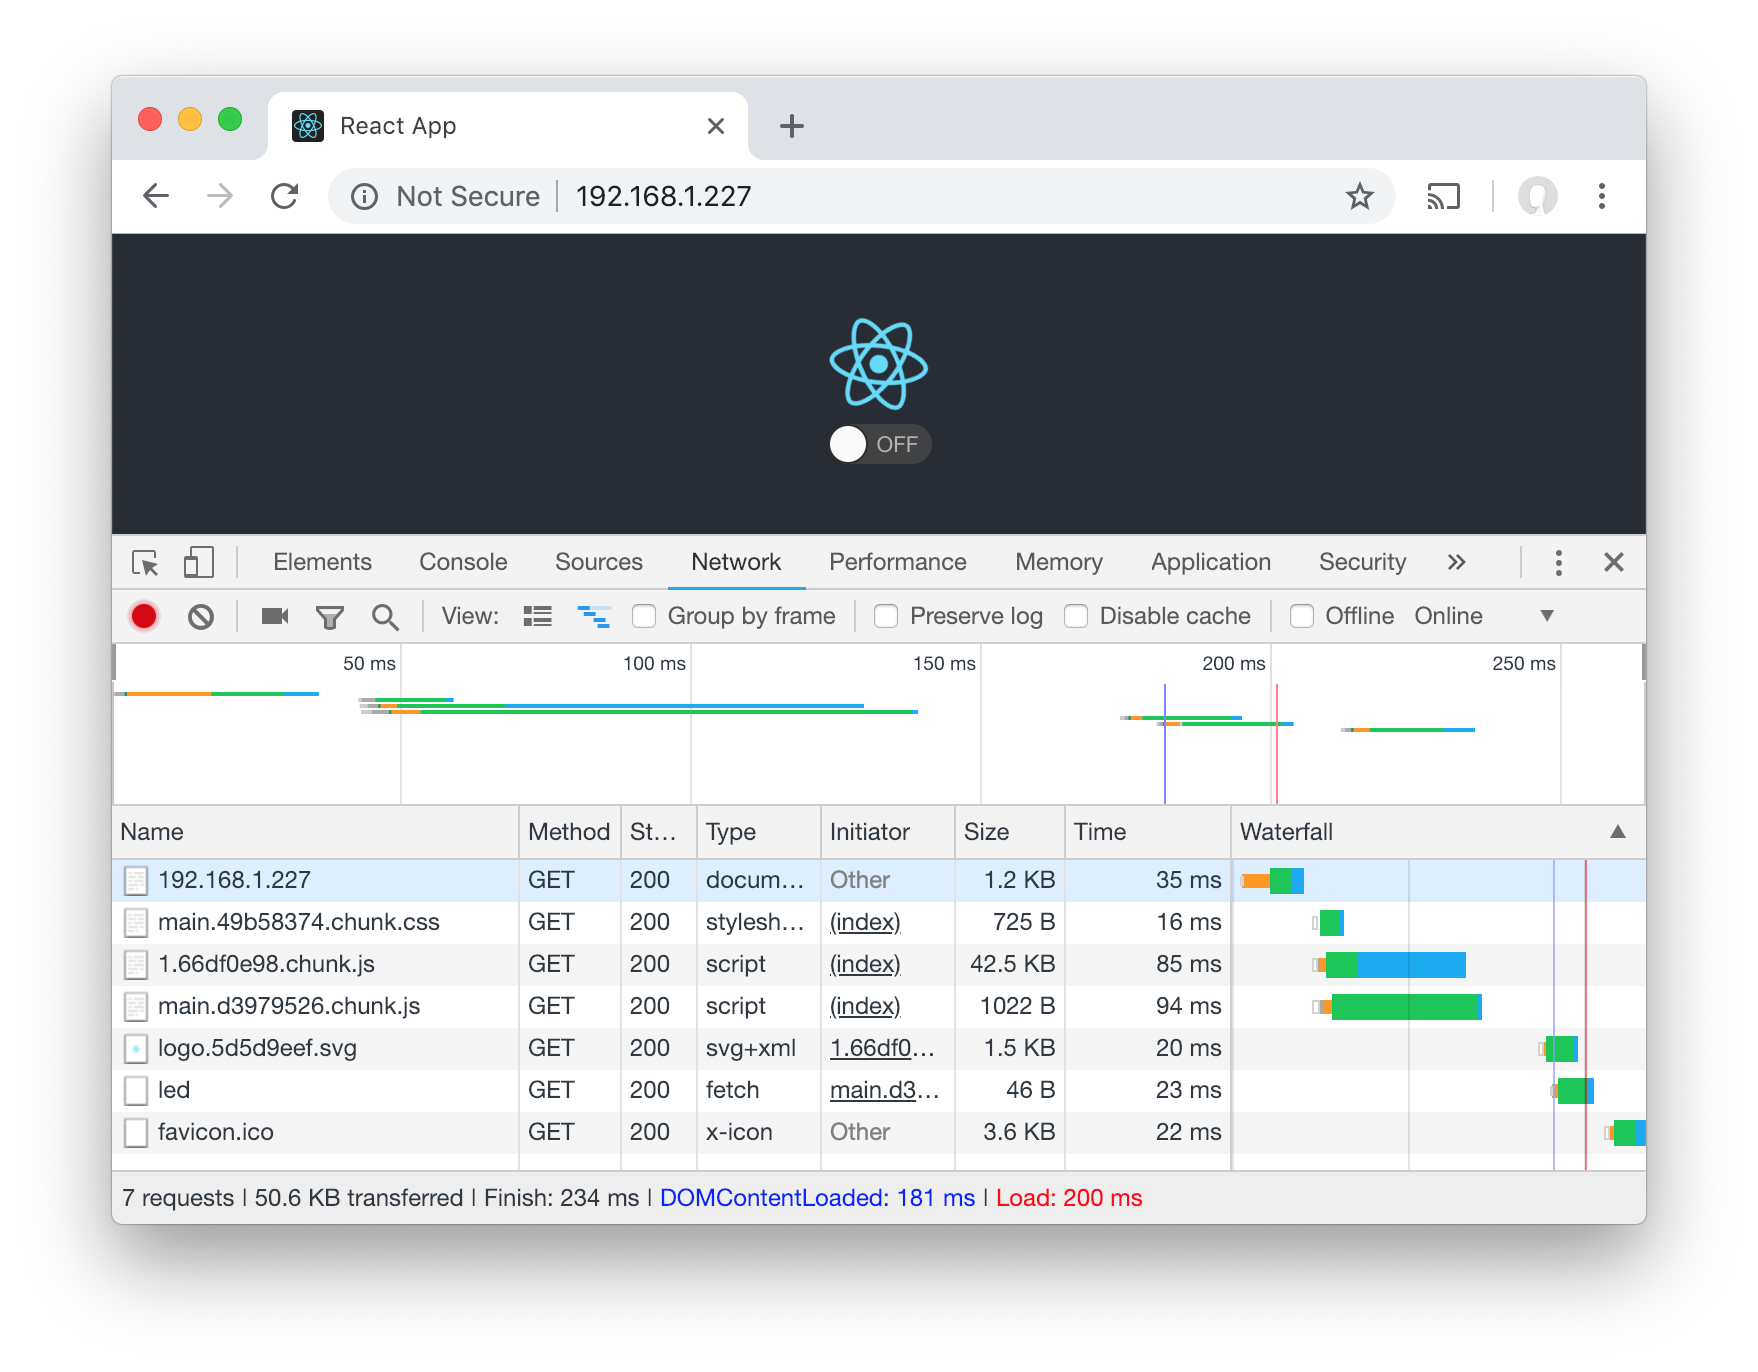 React App
Not Secure 192.168.1.227
OFF
Elements Console Sources Network Performance Memory Application Security
View: Group by frame Preserve log Disable cache Offline Online
50 ms 100 ms 150 ms 200 ms 250 ms
Name Method St... Type Initiator Size Time Waterfall
192.168.1.227 GET 200 docum... Other 1.2 KB 35 ms
main.49b58374.chunk.css GET 200 stylesh... (index) 725 B 16 ms
1.66df0e98.chunk.js GET 200 script (index) 42.5 KB 85 ms
main.d3979526.chunk.js GET 200 script (index) 1022 B 94 ms
logo.5d5d9eef.svg GET 200 svg+xml 1.66df0... 1.5 KB 20 ms
led GET 200 fetch main.d3... 46 B 23 ms
favicon.ico GET 200 x-icon Other 3.6 KB 22 ms
7 requests | 50.6 KB transferred | Finish: 234 ms | DOMContentLoaded: 181 ms | Load: 200 ms